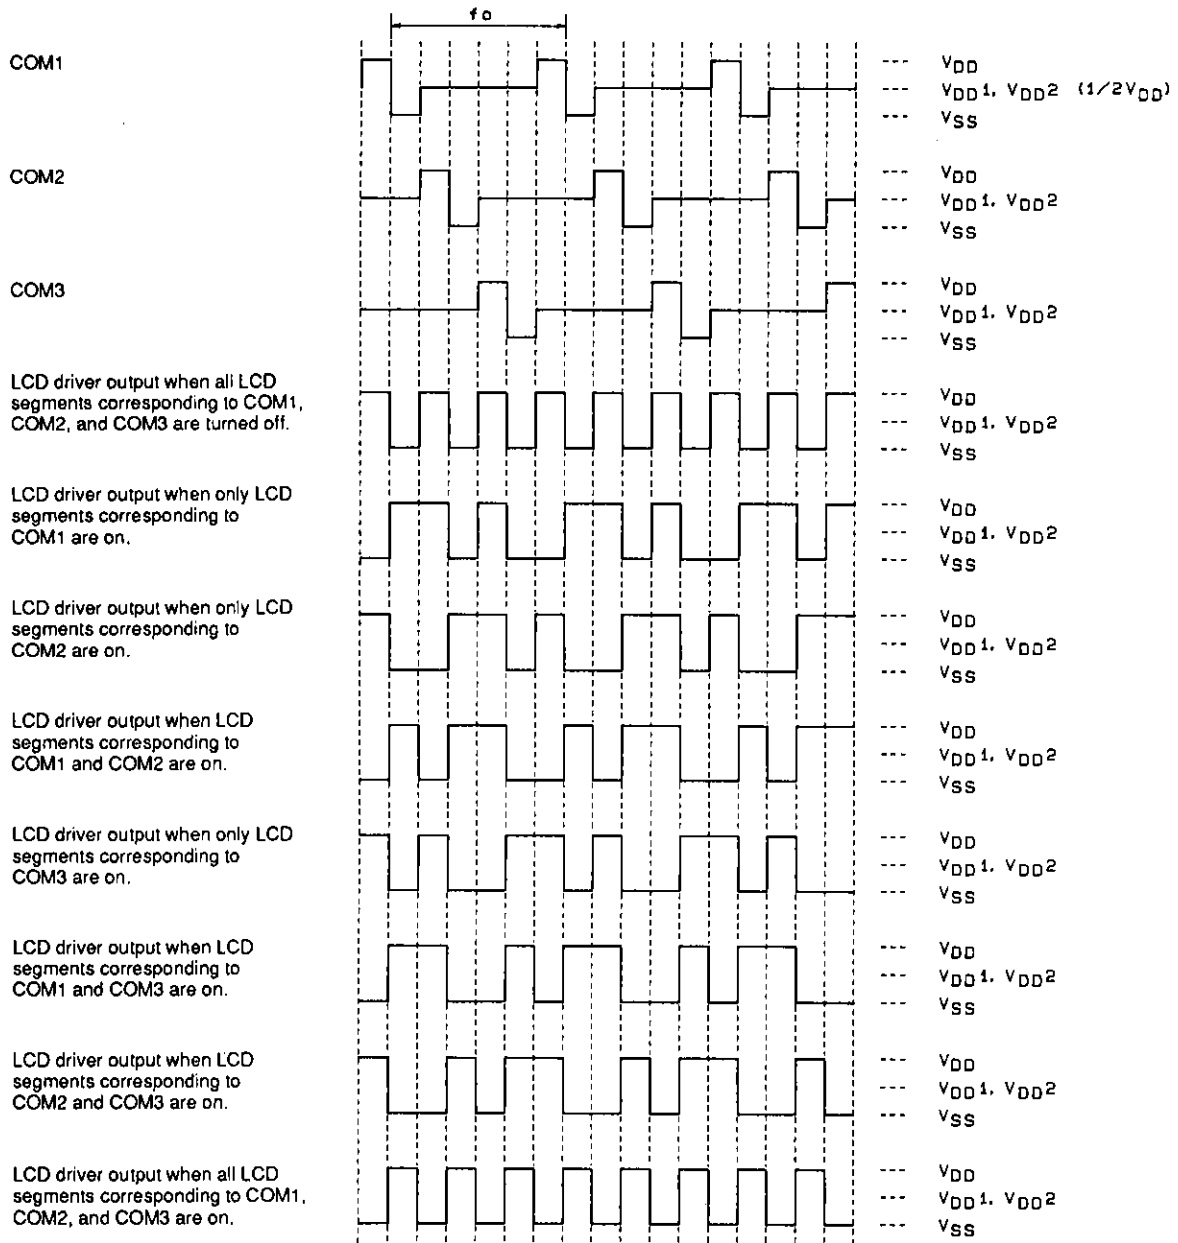 fo
COM1
--- VDD
--- VDD1, VDD2 (1/2VDD)
--- VSS
COM2
--- VDD
--- VDD1, VDD2
--- VSS
COM3
--- VDD
--- VDD1, VDD2
--- VSS
LCD driver output when all LCD
segments corresponding to COM1,
COM2, and COM3 are turned off.
--- VDD
--- VDD1, VDD2
--- VSS
LCD driver output when only LCD
segments corresponding to
COM1 are on.
--- VDD
--- VDD1, VDD2
--- VSS
LCD driver output when only LCD
segments corresponding to
COM2 are on.
--- VDD
--- VDD1, VDD2
--- VSS
LCD driver output when LCD
segments corresponding to
COM1 and COM2 are on.
--- VDD
--- VDD1, VDD2
--- VSS
LCD driver output when only LCD
segments corresponding to
COM3 are on.
--- VDD
--- VDD1, VDD2
--- VSS
LCD driver output when LCD
segments corresponding to
COM1 and COM3 are on.
--- VDD
--- VDD1, VDD2
--- VSS
LCD driver output when LCD
segments corresponding to
COM2 and COM3 are on.
--- VDD
--- VDD1, VDD2
--- VSS
LCD driver output when all LCD
segments corresponding to COM1,
COM2, and COM3 are on.
--- VDD
--- VDD1, VDD2
--- VSS